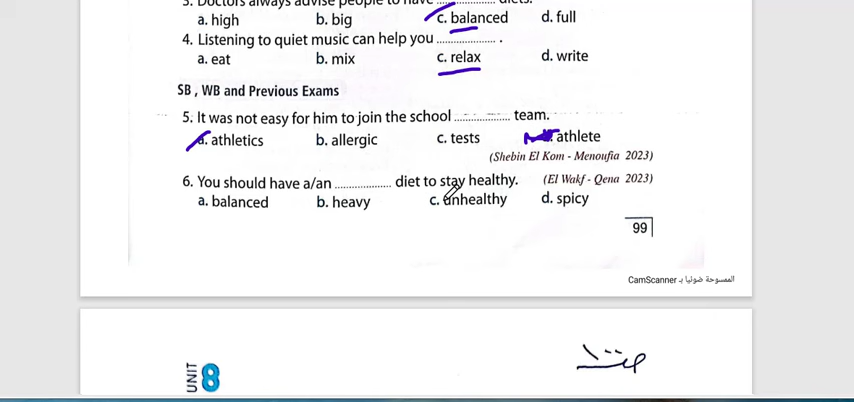 3. Doctors always advise people to have .................. diets.
a. high b. big c. balanced d. full
4. Listening to quiet music can help you .................. .
a. eat b. mix c. relax d. write
SB , WB and Previous Exams
5. It was not easy for him to join the school .................. team.
a. athletics b. allergic c. tests athlete
(Shebin El Kom - Menoufia 2023)
6. You should have a/an .................. diet to stay healthy. (El Wakf - Qena 2023)
a. balanced b. heavy c. unhealthy d. spicy
99
الممسوحة ضوئيا بـ CamScanner
UNIT 8